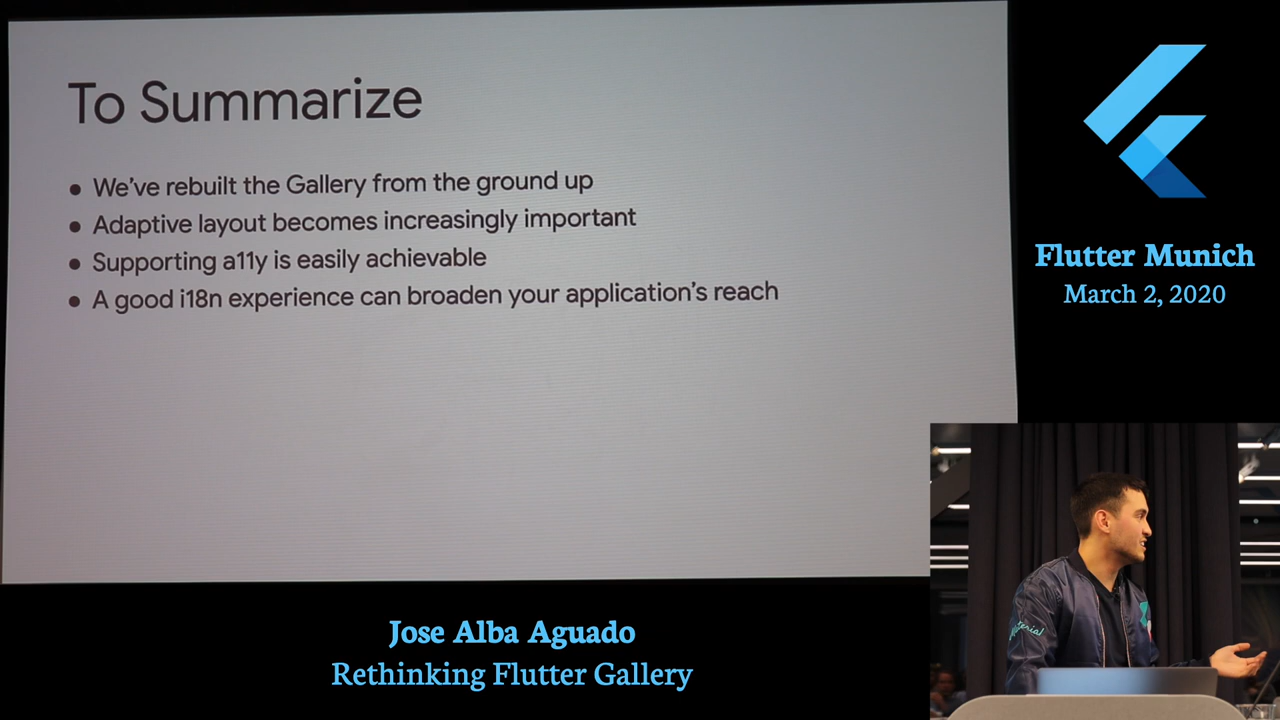 To Summarize
We've rebuilt the Gallery from the ground up
Adaptive layout becomes increasingly important
Supporting a11y is easily achievable
A good i18n experience can broaden your application's reach
Flutter Munich
March 2, 2020
Jose Alba Aguado
Rethinking Flutter Gallery